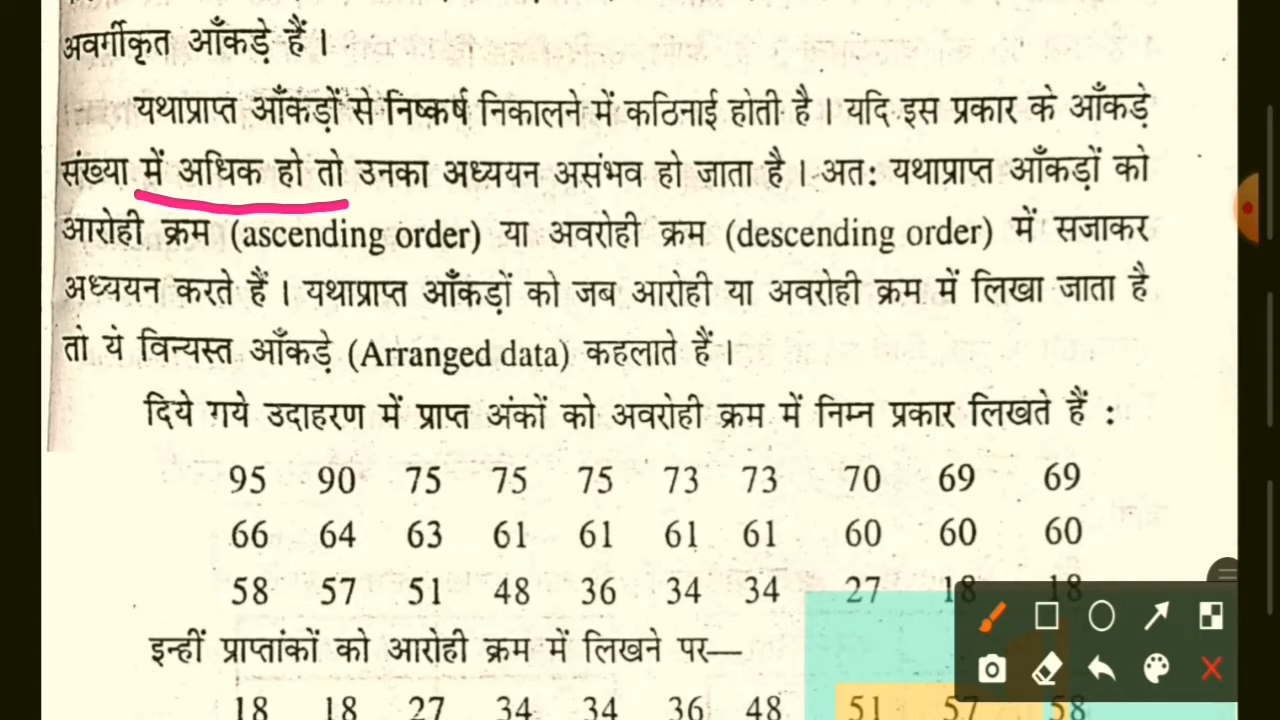 अवर्गीकृत आँकड़े हैं ।
यथाप्राप्त आँकड़ों से निष्कर्ष निकालने में कठिनाई होती है । यदि इस प्रकार के आँकड़े
संख्या में अधिक हो तो उनका अध्ययन असंभव हो जाता है । अतः यथाप्राप्त आँकड़ों को
आरोही क्रम (ascending order) या अवरोही क्रम (descending order) में सजाकर
अध्ययन करते हैं । यथाप्राप्त आँकड़ों को जब आरोही या अवरोही क्रम में लिखा जाता है
तो ये विन्यस्त आँकड़े (Arranged data) कहलाते हैं ।
दिये गये उदाहरण में प्राप्त अंकों को अवरोही क्रम में निम्न प्रकार लिखते हैं :
95 90 75 75 75 73 73 70 69 69
66 64 63 61 61 61 61 60 60 60
58 57 51 48 36 34 34 27 18 18
इन्हीं प्राप्तांकों को आरोही क्रम में लिखने पर—
18 18 27 34 34 36 48 51 57 58